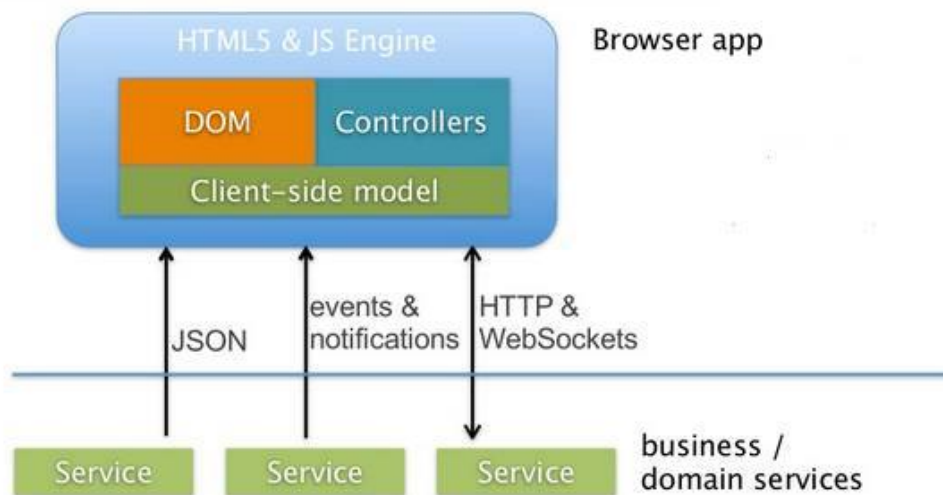 HTML5 & JS Engine
Browser app
DOM
Controllers
Client-side model
JSON
events &
notifications
HTTP &
WebSockets
Service
Service
Service
business /
domain services